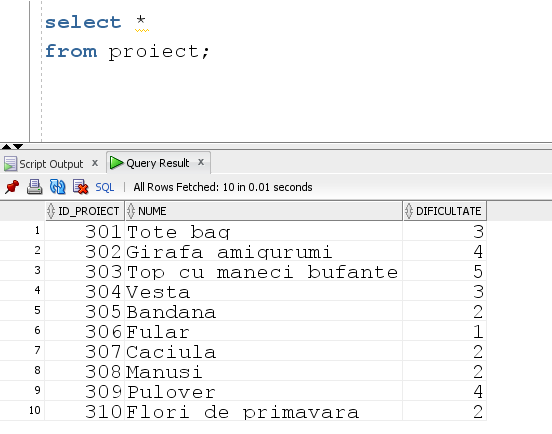 select *
from proiect;
Script Output x Query Result x
SQL | All Rows Fetched: 10 in 0.01 seconds
ID_PROIECT NUME DIFICULTATE
1 301 Tote bag 3
2 302 Girafa amigurumi 4
3 303 Top cu maneci bufante 5
4 304 Vesta 3
5 305 Bandana 2
6 306 Fular 1
7 307 Caciula 2
8 308 Manusi 2
9 309 Pulover 4
10 310 Flori de primavara 2